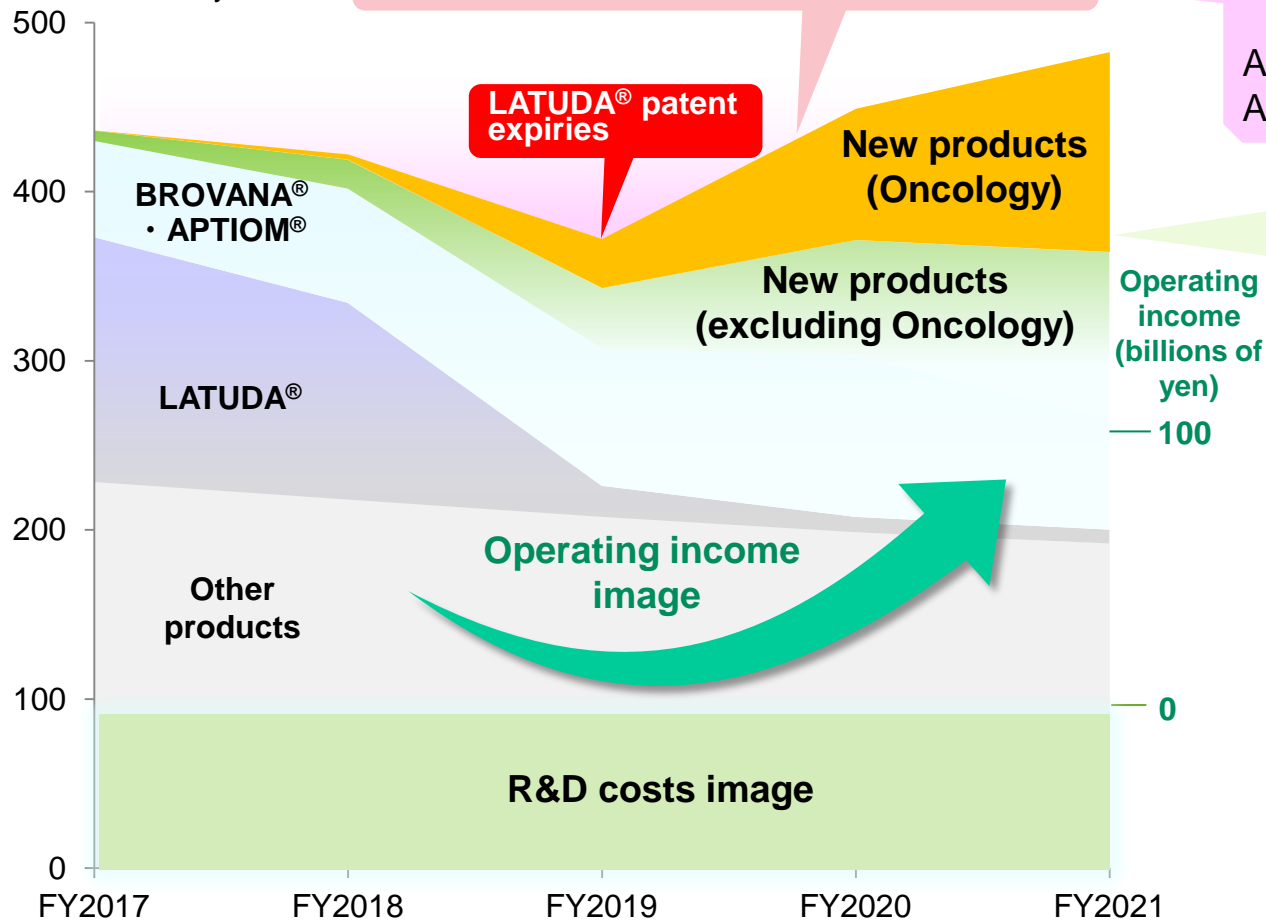 500
400
300
200
100
0
LATUDA® patent
expiries
A
A
BROVANA®
・APTIOM®
New products
(Oncology)
New products
(excluding Oncology)
LATUDA®
Operating
income
(billions of
yen)
100
0
Operating income
image
Other
products
R&D costs image
FY2017
FY2018
FY2019
FY2020
FY2021